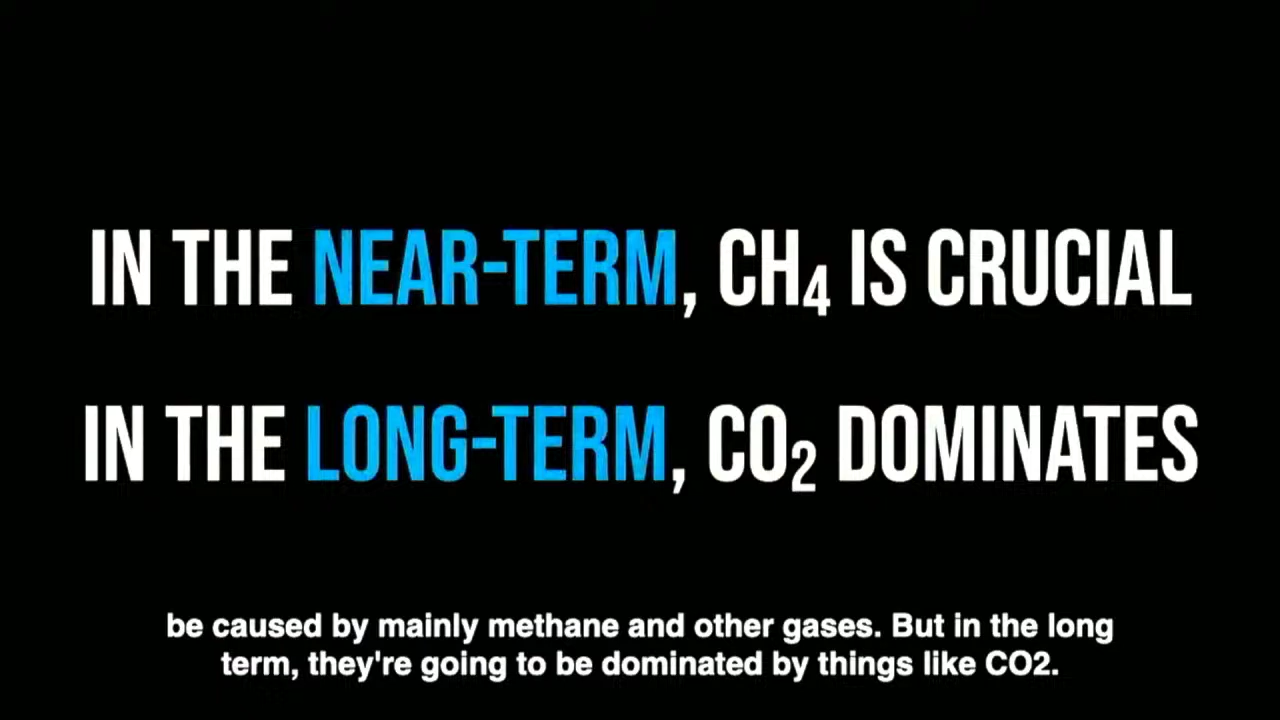 IN THE NEAR-TERM, CH₄ IS CRUCIAL
IN THE LONG-TERM, CO₂ DOMINATES
be caused by mainly methane and other gases. But in the long
term, they're going to be dominated by things like CO2.